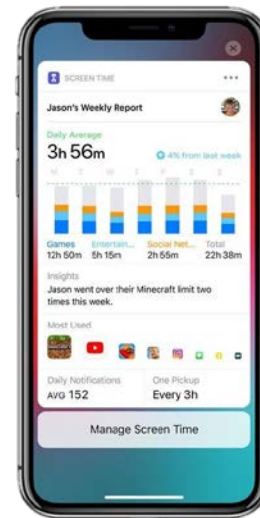 SCREEN TIME
Jason's Weekly Report
Daily Average
3h 56m
4% from last week
M T W T F S S
Games Entertain... Social Net... Total
12h 50m 5h 15m 2h 55m 22h 38m
Insights
Jason went over their Minecraft limit two
times this week.
Most Used
Daily Notifications One Pickup
AVG 152 Every 3h
Manage Screen Time